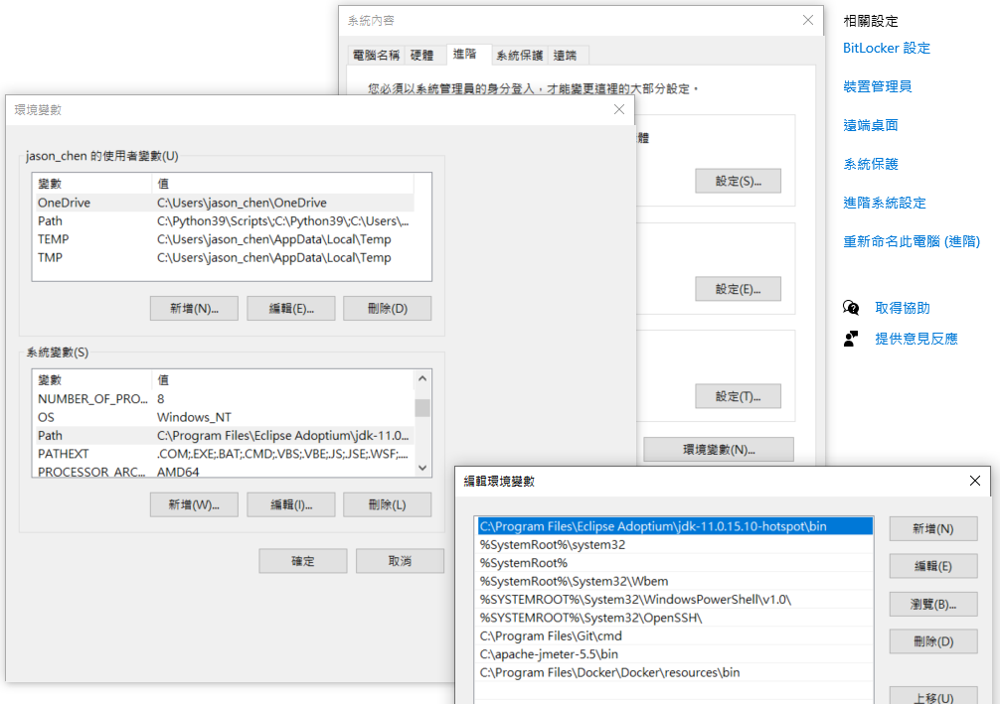 系統內容
電腦名稱 硬體 進階 系統保護 遠端
您必須以系統管理員的身分登入，才能變更這裡的大部分設定。
體
設定(S)...
設定(E)...
設定(T)...
環境變數(N)...
環境變數
jason_chen 的使用者變數(U)
變數 值
OneDrive C:\Users\jason_chen\OneDrive
Path C:\Python39\Scripts\;C:\Python39\;C:\Users\...
TEMP C:\Users\jason_chen\AppData\Local\Temp
TMP C:\Users\jason_chen\AppData\Local\Temp
新增(N)... 編輯(E)... 刪除(D)
系統變數(S)
變數 值
NUMBER_OF_PRO... 8
OS Windows_NT
Path C:\Program Files\Eclipse Adoptium\jdk-11.0...
PATHEXT .COM;.EXE;.BAT;.CMD;.VBS;.VBE;.JS;.JSE;.WSF;....
PROCESSOR_ARC... AMD64
新增(W)... 編輯(I)... 刪除(L)
確定 取消
編輯環境變數
C:\Program Files\Eclipse Adoptium\jdk-11.0.15.10-hotspot\bin
%SystemRoot%\system32
%SystemRoot%
%SystemRoot%\System32\Wbem
%SYSTEMROOT%\System32\WindowsPowerShell\v1.0\
%SYSTEMROOT%\System32\OpenSSH\
C:\Program Files\Git\cmd
C:\apache-jmeter-5.5\bin
C:\Program Files\Docker\Docker\resources\bin
新增(N)
編輯(E)
瀏覽(B)...
刪除(D)
上移(U)
相關設定
BitLocker 設定
裝置管理員
遠端桌面
系統保護
進階系統設定
重新命名此電腦 (進階)
取得協助
提供意見反應